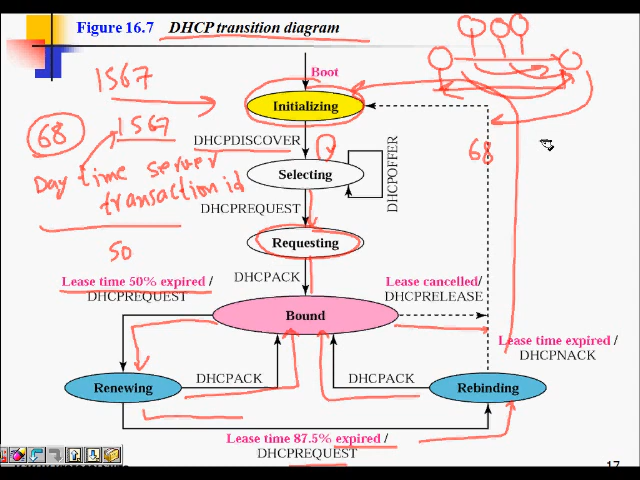 Figure 16.7 DHCP transition diagram
Boot
1567
Initializing
68
1567
DHCPDISCOVER
68
Day time server
transaction id
Selecting
DHCPOFFER
DHCPREQUEST
50
Requesting
DHCPACK
Lease time 50% expired /
DHCPREQUEST
Lease cancelled/
DHCPRELEASE
Bound
Lease time expired /
DHCPNACK
Renewing
DHCPACK
DHCPACK
Rebinding
Lease time 87.5% expired /
DHCPREQUEST
17